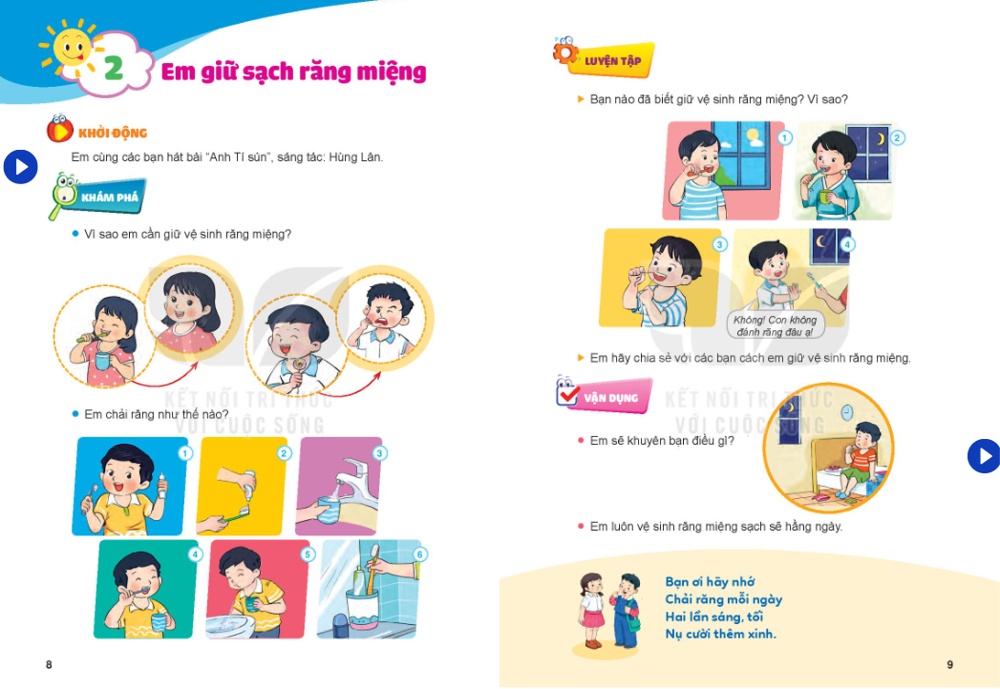 2
Em giữ sạch răng miệng
KHỞI ĐỘNG
Em cùng các bạn hát bài “Anh Tí sún”, sáng tác: Hùng Lân.
KHÁM PHÁ
Vì sao em cần giữ vệ sinh răng miệng?
Em chải răng như thế nào?
1
2
3
4
5
6
8
KẾT NỐI TRI THỨC
VỚI CUỘC SỐNG
LUYỆN TẬP
Bạn nào đã biết giữ vệ sinh răng miệng? Vì sao?
1
2
3
4
Không! Con không
đánh răng đâu ạ!
Em hãy chia sẻ với các bạn cách em giữ vệ sinh răng miệng.
KẾT NỐI TRI THỨC
VỚI CUỘC SỐNG
VẬN DỤNG
Em sẽ khuyên bạn điều gì?
Em luôn vệ sinh răng miệng sạch sẽ hằng ngày.
Bạn ơi hãy nhớ
Chải răng mỗi ngày
Hai lần sáng, tối
Nụ cười thêm xinh.
9